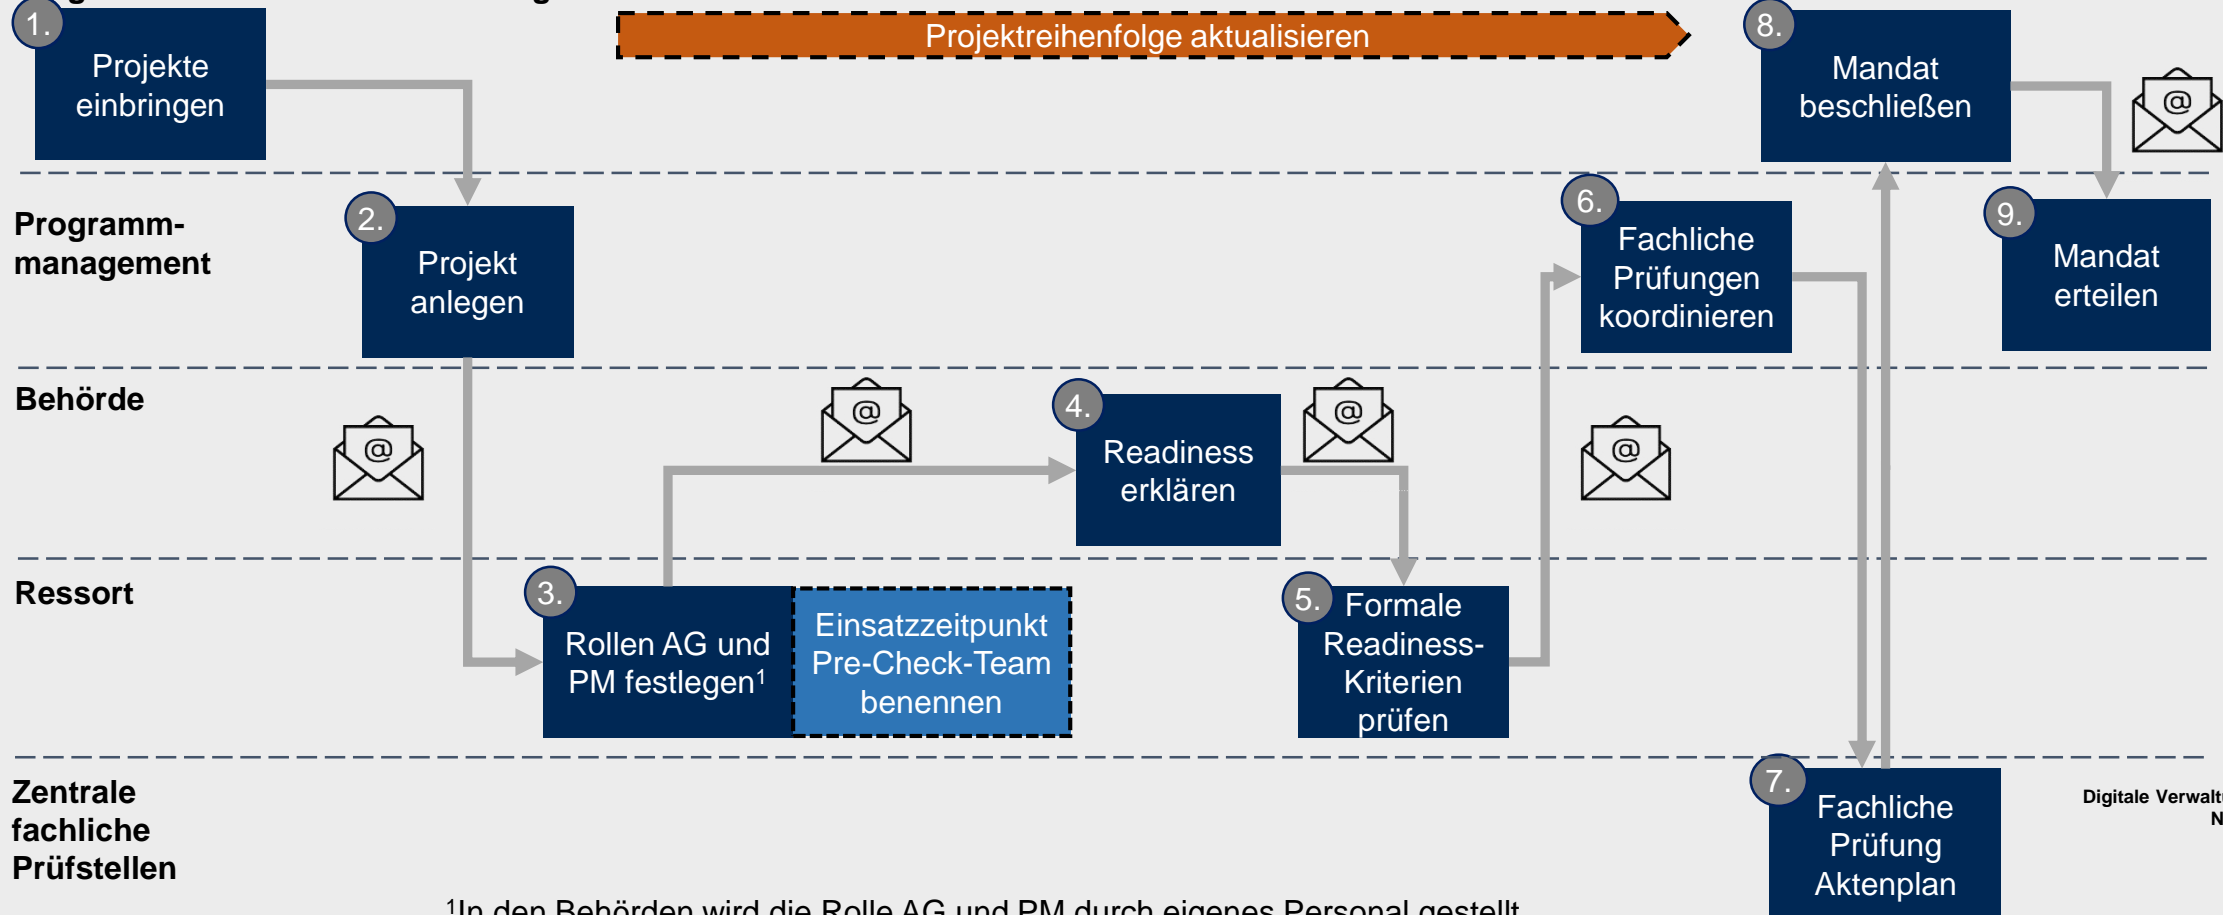 1.
Projekte
einbringen
Projektreihenfolge aktualisieren
8.
Mandat
beschließen
@
Programm-
management
2.
Projekt
anlegen
6.
Fachliche
Prüfungen
koordinieren
9.
Mandat
erteilen
Behörde
@
@
4.
Readiness
erklären
@
@
Ressort
3.
Rollen AG und
PM festlegen¹
Einsatzzeitpunkt
Pre-Check-Team
benennen
5.
Formale
Readiness-
Kriterien
prüfen
Zentrale
fachliche
Prüfstellen
7.
Fachliche
Prüfung
Aktenplan
Digitale
N
¹In den Behörden wird die Rolle AG und PM durch eigenes Personal gestellt